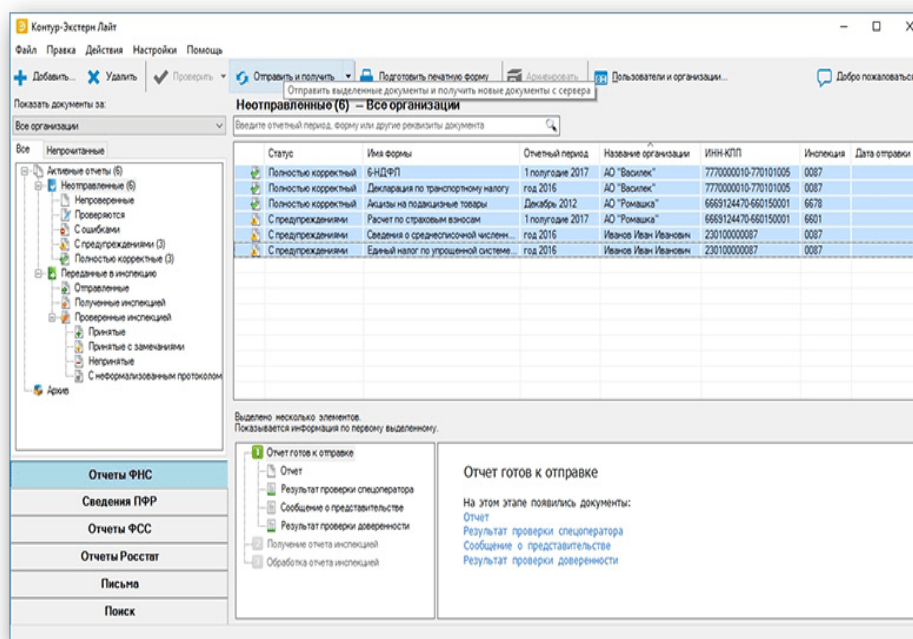 Контур-Экстерн Лайт
Файл Правка Действия Настройки Помощь
Добавить... Удалить Проверить Отправить и получить Подготовить печатную форму Архивировать Пользователи и организации... Добро пожаловатьс
Отправить выделенные документы и получить новые документы с сервера
Показать документы за:
Все организации
Все Непрочитанные
Активные отчеты (6)
Неотправленные (6)
Непроверенные
Проверяются
С ошибками
С предупреждениями (3)
Полностью корректные (3)
Переданные в инспекцию
Отправленные
Полученные инспекцией
Проверенные инспекцией
Принятые
Принятые с замечаниями
Непринятые
С неформализованным протоколом
Архив
Отчеты ФНС
Сведения ПФР
Отчеты ФСС
Отчеты Росстат
Письма
Поиск
Неотправленные (6) – Все организации
Введите отчетный период, форму или другие реквизиты документа
Статус Имя формы Отчетный период Название организации ИНН-КПП Инспекция Дата отправки
Полностью корректный 6-НДФЛ 1 полугодие 2017 АО "Василек" 7770000010-770101005 0087
Полностью корректный Декларация по транспортному налогу год 2016 АО "Василек" 7770000010-770101005 0087
Полностью корректный Акцизы на подакцизные товары Декабрь 2012 АО "Ромашка" 6669124470-660150001 6678
С предупреждениями Расчет по страховым взносам 1 полугодие 2017 АО "Ромашка" 6669124470-660150001 6601
С предупреждениями Сведения о среднесписочной численн... год 2016 Иванов Иван Иванович 230100000087 0087
С предупреждениями Единый налог по упрощенной системе... год 2016 Иванов Иван Иванович 230100000087 0087
Выделено несколько элементов.
Показывается информация по первому выделенному.
1 Отчет готов к отправке
Отчет
Результат проверки спецоператора
Сообщение о представительстве
Результат проверки доверенности
2 Получение отчета инспекцией
3 Обработка отчета инспекцией
Отчет готов к отправке
На этом этапе появились документы:
Отчет
Результат проверки спецоператора
Сообщение о представительстве
Результат проверки доверенности